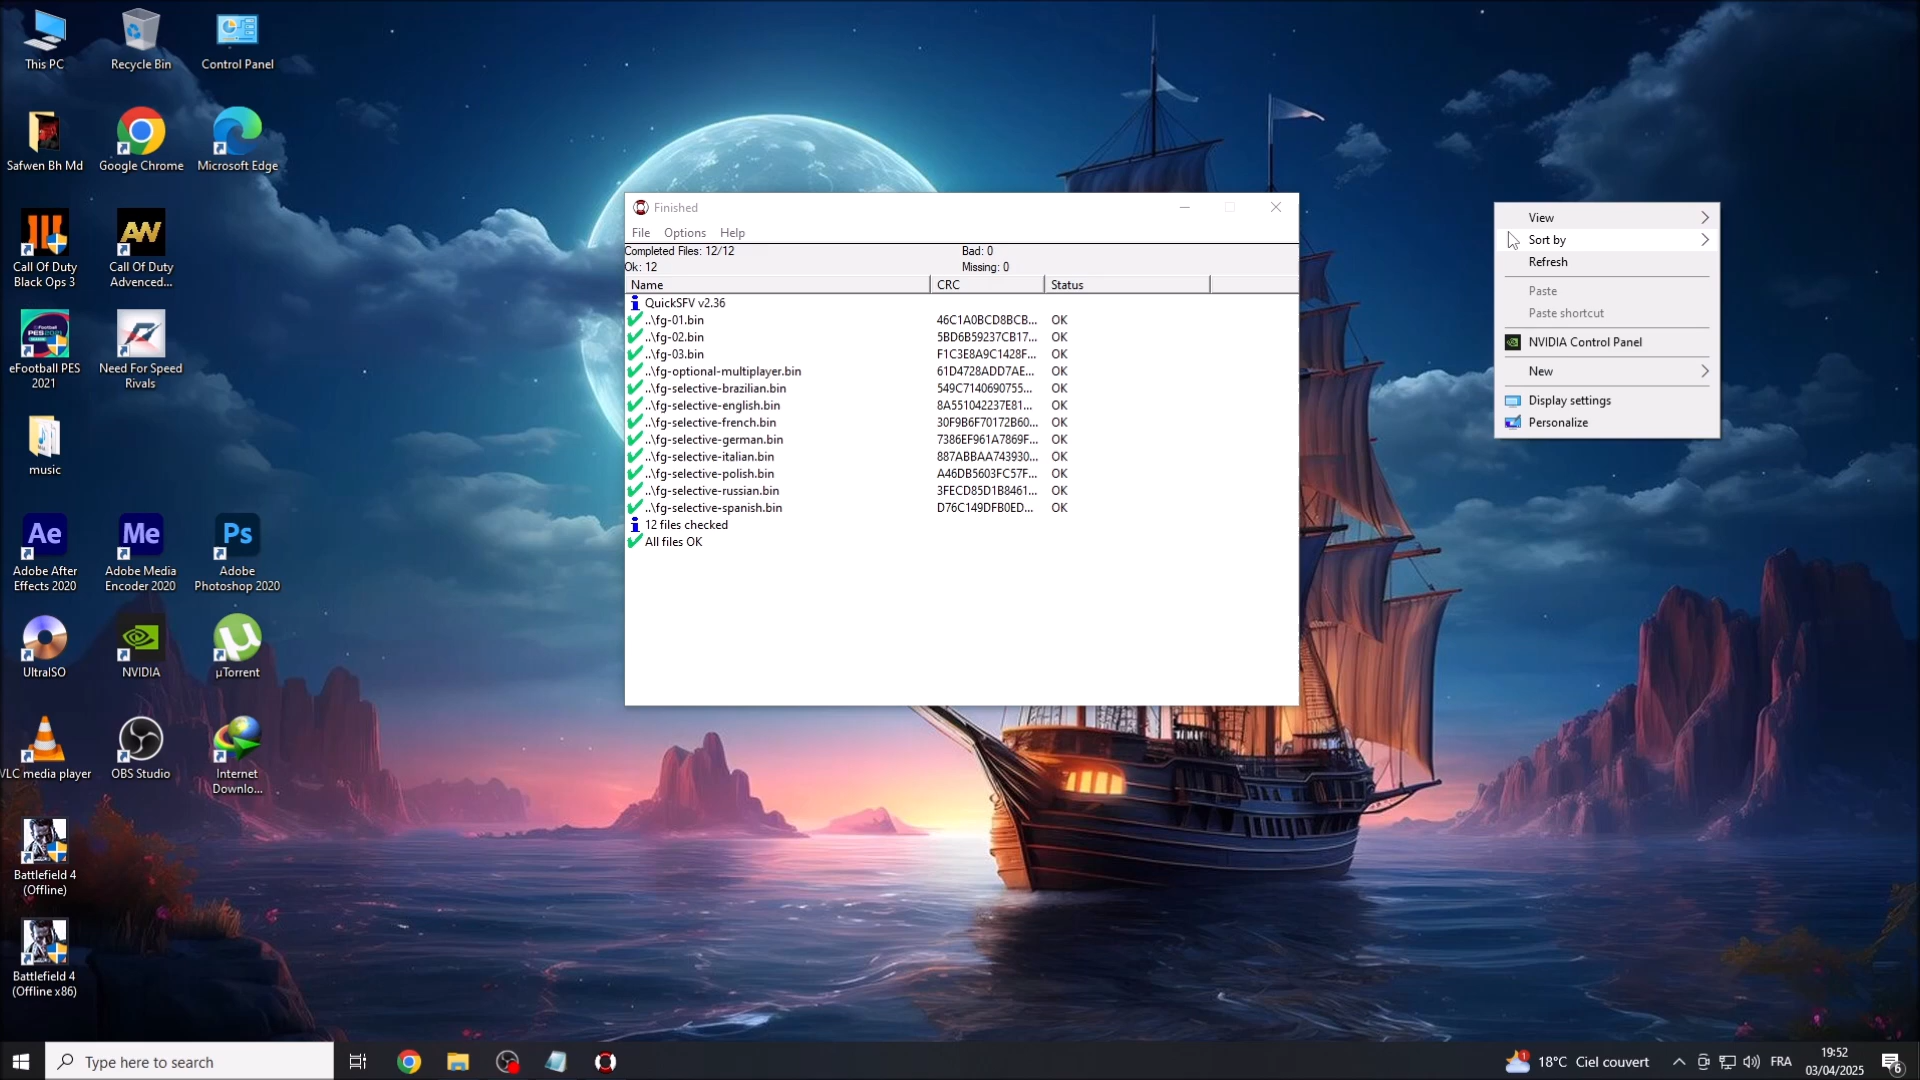 This PC
Recycle Bin
Control Panel
Safwen Bh Md
Google Chrome
Microsoft Edge
Call Of Duty
Black Ops 3
Call Of Duty
Advanced...
eFootball PES
2021
Need For Speed
Rivals
music
Ae
Adobe After
Effects 2020
Me
Adobe Media
Encoder 2020
Ps
Adobe
Photoshop 2020
UltraISO
NVIDIA
µTorrent
VLC media player
OBS Studio
Internet
Downlo...
Battlefield 4
(Offline)
Battlefield 4
(Offline x86)
Finished
File Options Help
Completed Files: 12/12 Bad: 0
Ok: 12 Missing: 0
Name CRC Status
QuickSFV v2.36
..\fg-01.bin 46C1A0BCD8BCB... OK
..\fg-02.bin 5BD6B59237CB17... OK
..\fg-03.bin F1C3E8A9C1428F... OK
..\fg-optional-multiplayer.bin 61D4728ADD7AE... OK
..\fg-selective-brazilian.bin 549C7140690755... OK
..\fg-selective-english.bin 8A551042237E81... OK
..\fg-selective-french.bin 30F9B6F70172B60... OK
..\fg-selective-german.bin 7386EF961A7869F... OK
..\fg-selective-italian.bin 887ABBAA743930... OK
..\fg-selective-polish.bin A46DB5603FC57F... OK
..\fg-selective-russian.bin 3FECD85D1B8461... OK
..\fg-selective-spanish.bin D76C149DFB0ED... OK
12 files checked
All files OK
View
Sort by
Refresh
Paste
Paste shortcut
NVIDIA Control Panel
New
Display settings
Personalize
Type here to search
1
18°C Ciel couvert
FRA
19:52
03/04/2025
6